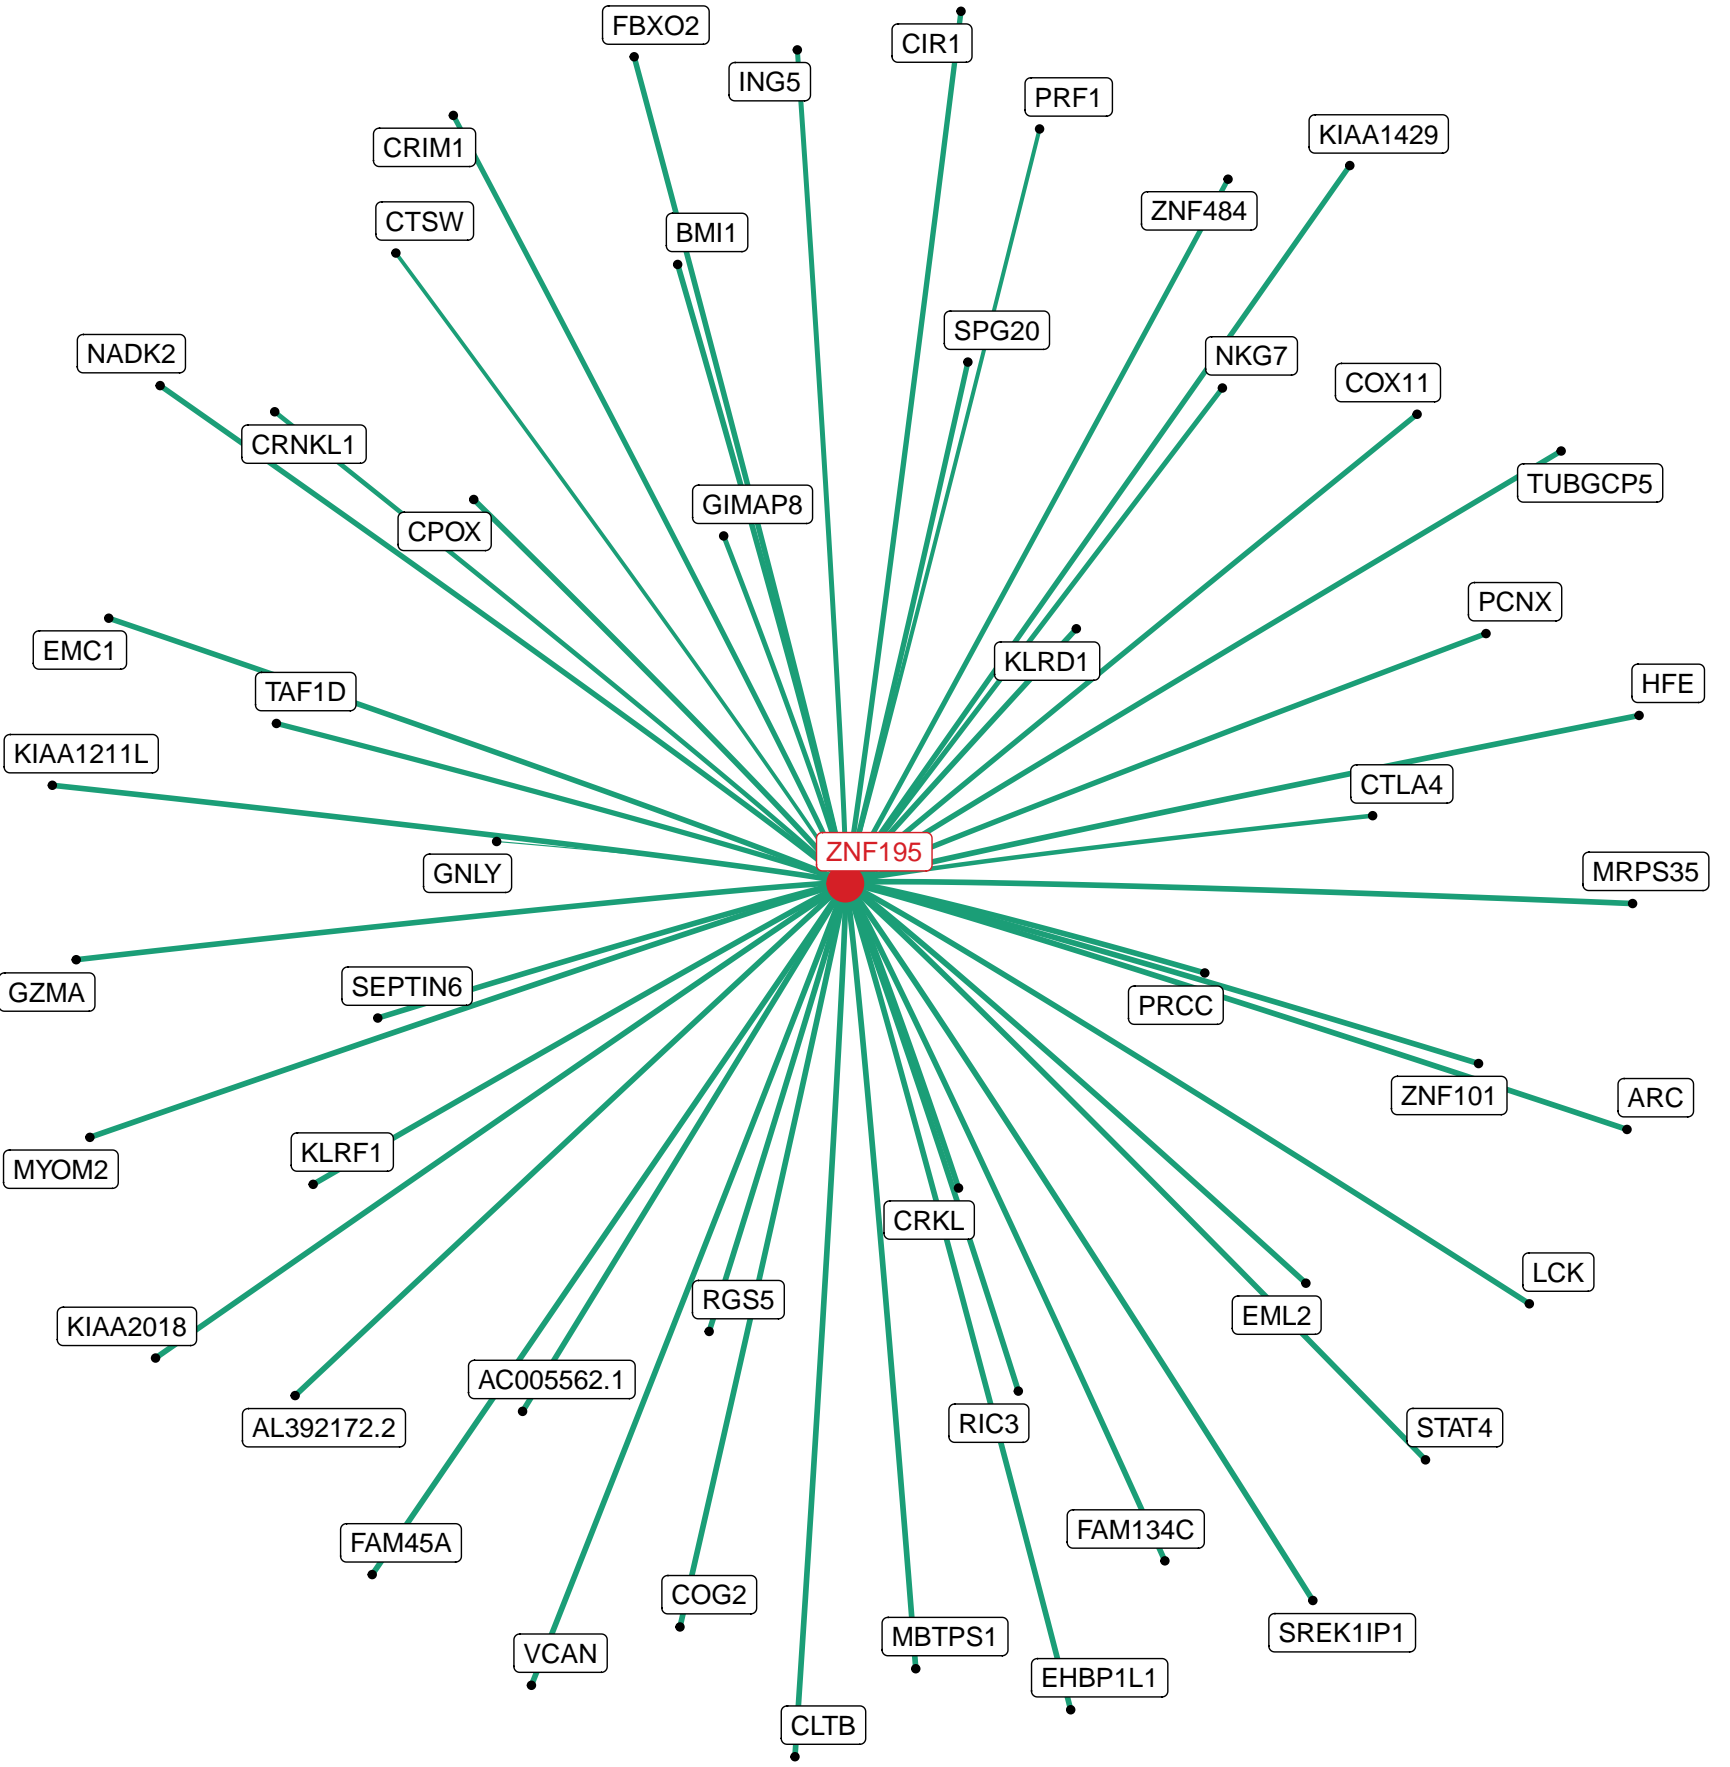 FBXO2
CIR1
ING5
PRF1
KIAA1429
CRIM1
ZNF484
CTSW
BMI1
SPG20
NADK2
NKG7
COX11
CRNKL1
TUBGCP5
GIMAP8
CPOX
PCNX
EMC1
KLRD1
HFE
TAF1D
KIAA1211L
CTLA4
ZNF195
MRPS35
GNLY
SEPTIN6
GZMA
PRCC
ZNF101
ARC
KLRF1
MYOM2
CRKL
LCK
RGS5
EML2
KIAA2018
AC005562.1
RIC3
AL392172.2
STAT4
FAM134C
FAM45A
COG2
SREK1IP1
MBTPS1
VCAN
EHBP1L1
CLTB